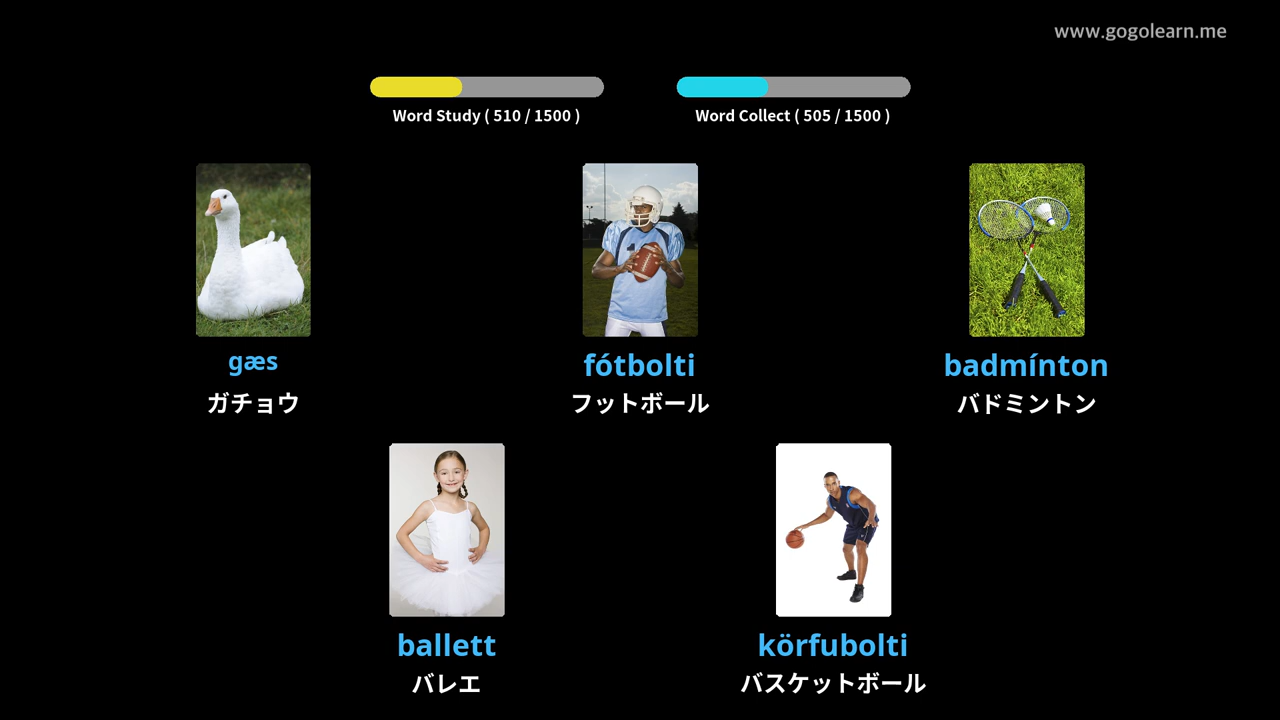 www.gogolearn.me
Word Study ( 510 / 1500 )
Word Collect ( 505 / 1500 )
gæs
ガチョウ
fótbolti
フットボール
badmínton
バドミントン
ballett
バレエ
körfubolti
バスケットボール